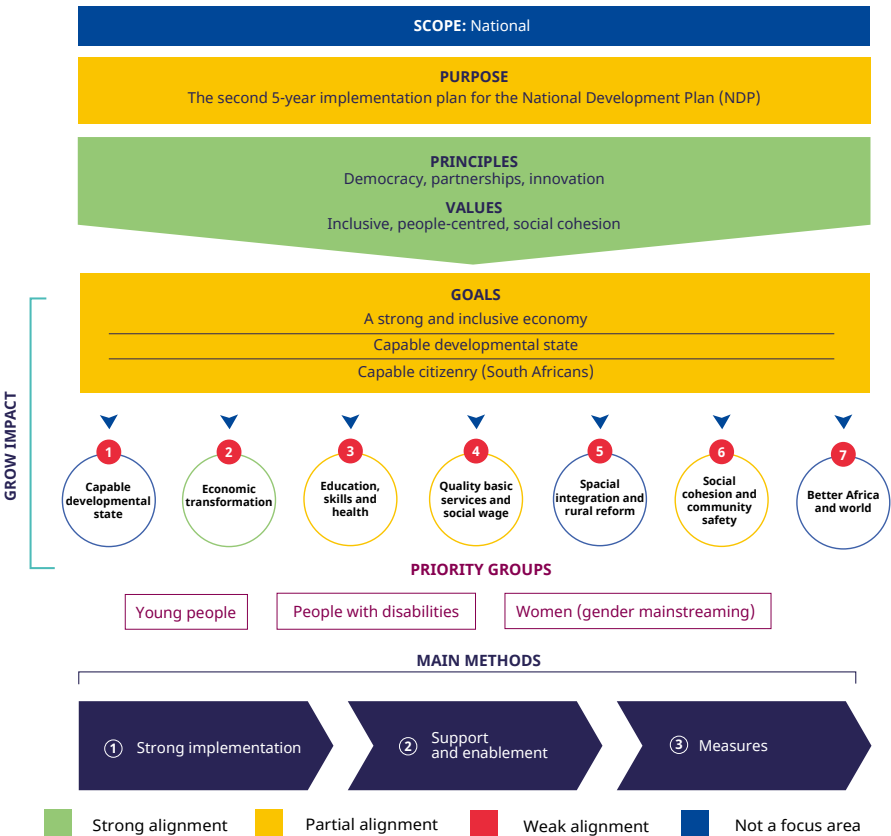 SCOPE: National
PURPOSE
The second 5-year implementation plan for the National Development Plan (NDP)
PRINCIPLES
Democracy, partnerships, innovation
VALUES
Inclusive, people-centred, social cohesion
GROW IMPACT
GOALS
A strong and inclusive economy
Capable developmental state
Capable citizenry (South Africans)
1
Capable
developmental
state
2
Economic
transformation
3
Education,
skills and
health
4
Quality basic
services and
social wage
5
Spacial
integration and
rural reform
6
Social
cohesion and
community
safety
7
Better Africa
and world
PRIORITY GROUPS
Young people
People with disabilities
Women (gender mainstreaming)
MAIN METHODS
1 Strong implementation
2 Support
and enablement
3 Measures
Strong alignment
Partial alignment
Weak alignment
Not a focus area